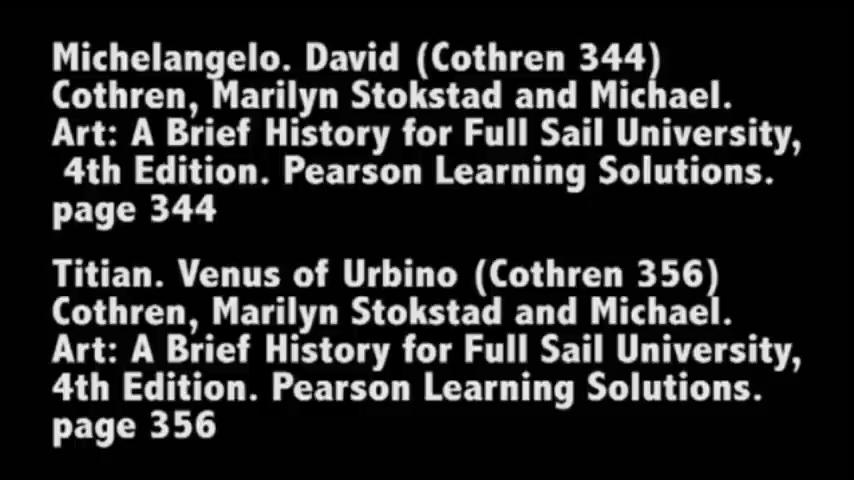 Michelangelo. David (Cothren 344)
Cothren, Marilyn Stokstad and Michael.
Art: A Brief History for Full Sail University,
4th Edition. Pearson Learning Solutions.
page 344
Titian. Venus of Urbino (Cothren 356)
Cothren, Marilyn Stokstad and Michael.
Art: A Brief History for Full Sail University,
4th Edition. Pearson Learning Solutions.
page 356